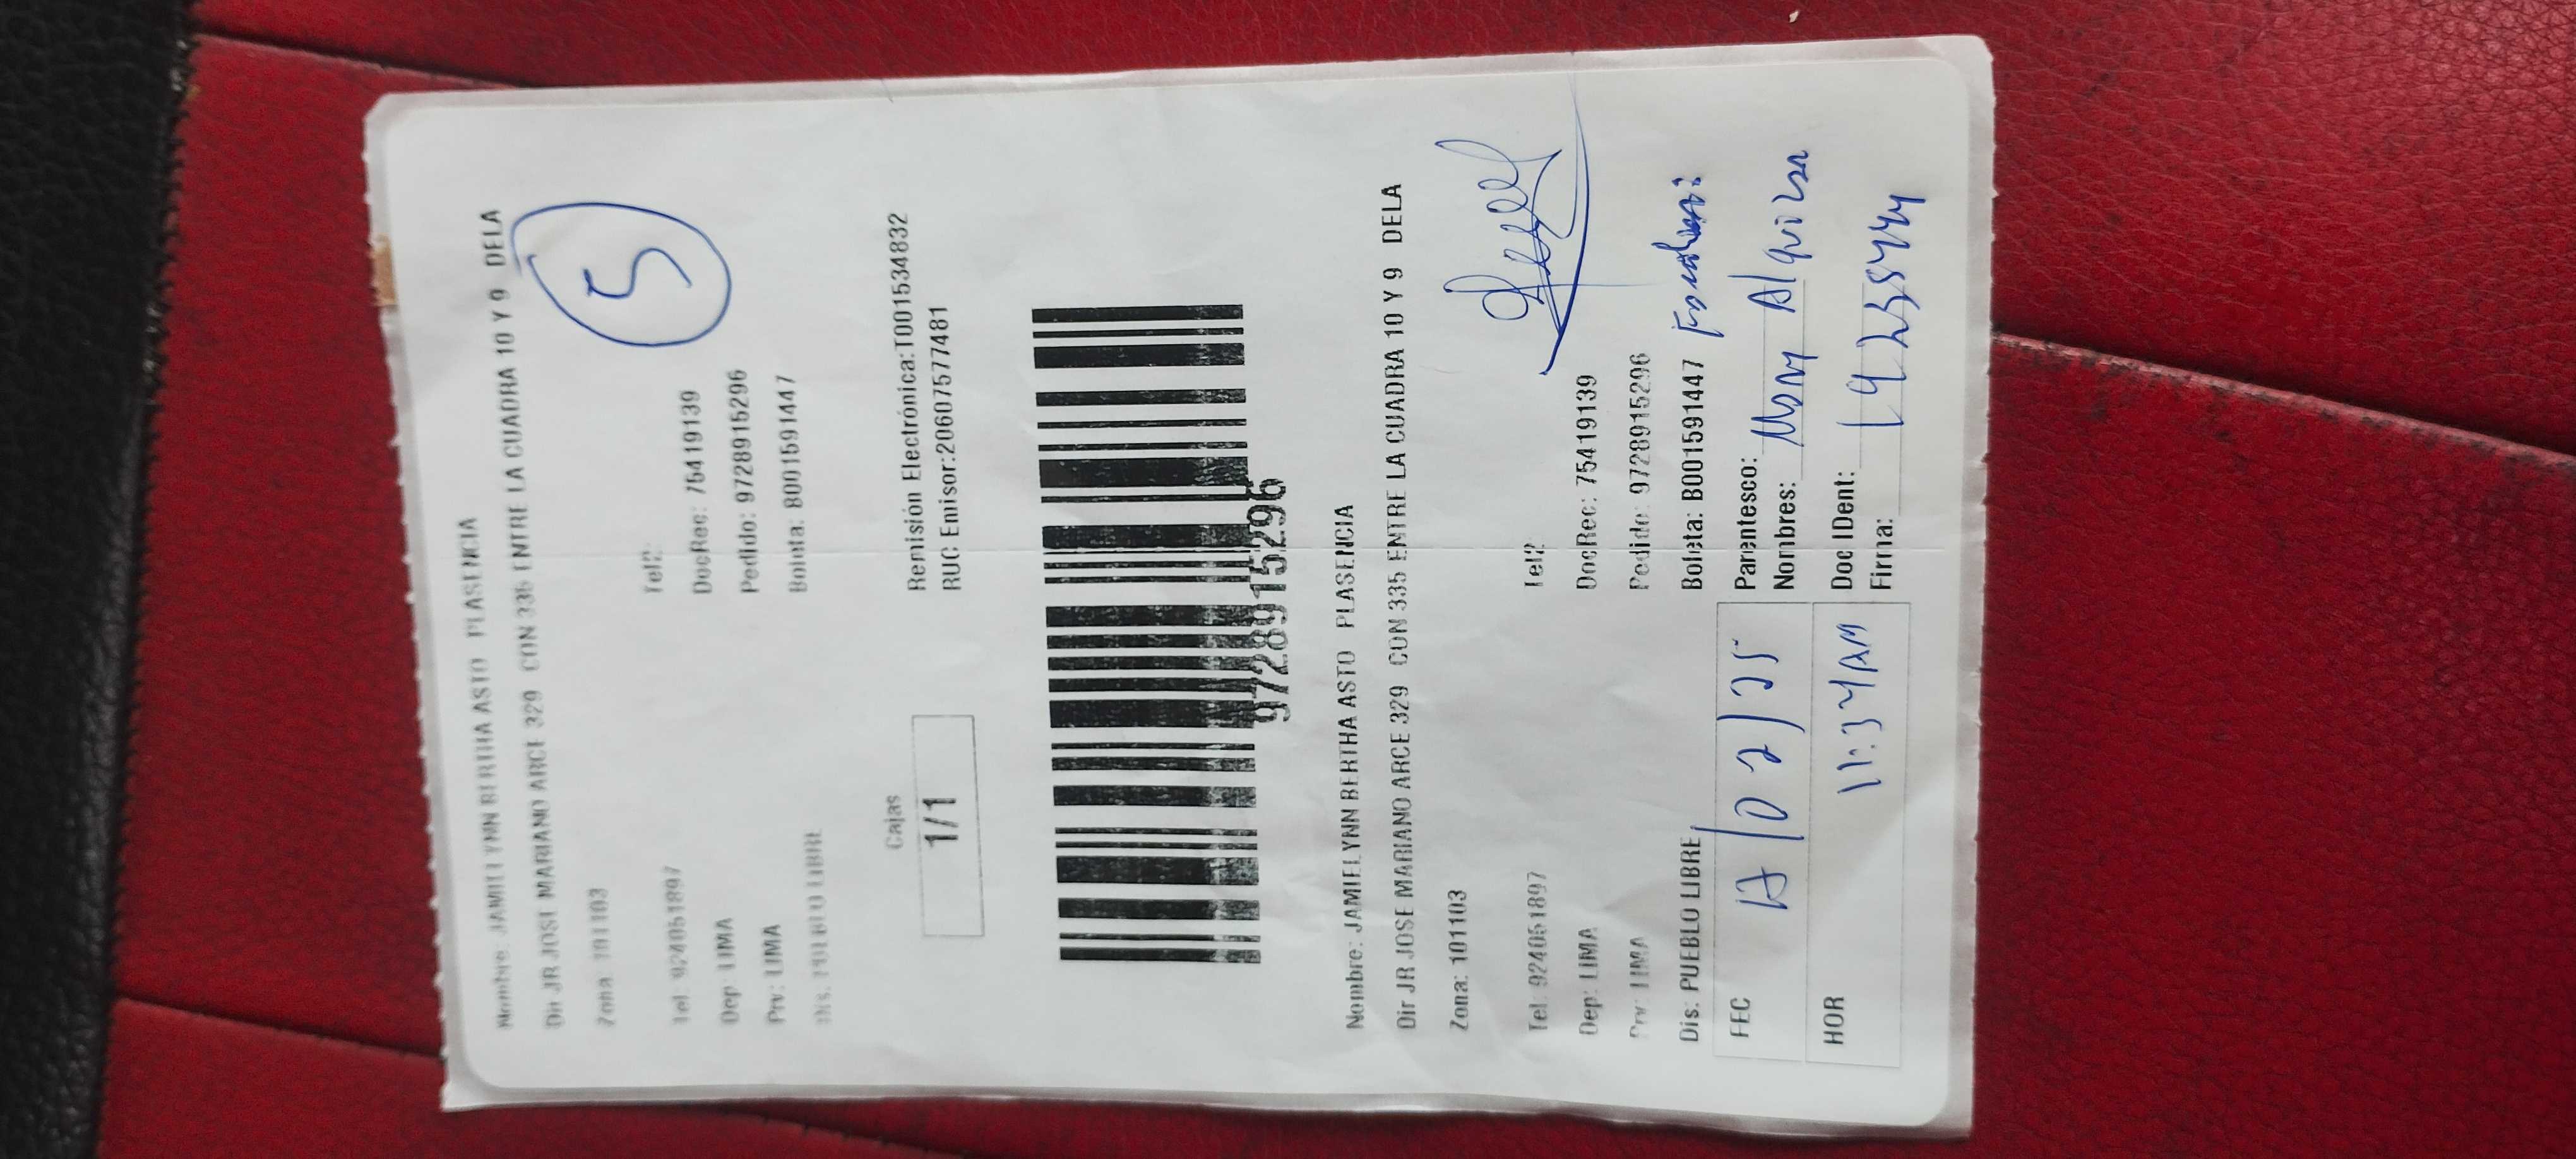 Nombre: JAMIELYNN BERTHA ASTO PLASENCIA
Dir JR JOSE MARIANO ARCE 329 CON 335 ENTRE LA CUADRA 10 Y 9 DELA
5
Zona: 101103
Tel: 924051897 Tel2:
Dep: LIMA DocRec: 75419139
Prv: LIMA Pedido: 9728915296
Dis: PUEBLO LIBRE Boleta: B001591447
Cajas
1/1
Remisión Electrónica:T001534832
RUC Emisor:20607577481
9728915296
Nombre: JAMIELYNN BERTHA ASTO PLASENCIA
Dir JR JOSE MARIANO ARCE 329 CON 335 ENTRE LA CUADRA 10 Y 9 DELA
Zona: 101103
Tel: 924051897 Tel2
Dep: LIMA DocRec: 75419139
Prv: LIMA Pedido: 9728915296
Dis: PUEBLO LIBRE Boleta: B001591447
FEC Parentesco:
Nombres:
HOR 11:34AM Doc IDent:
Firma: